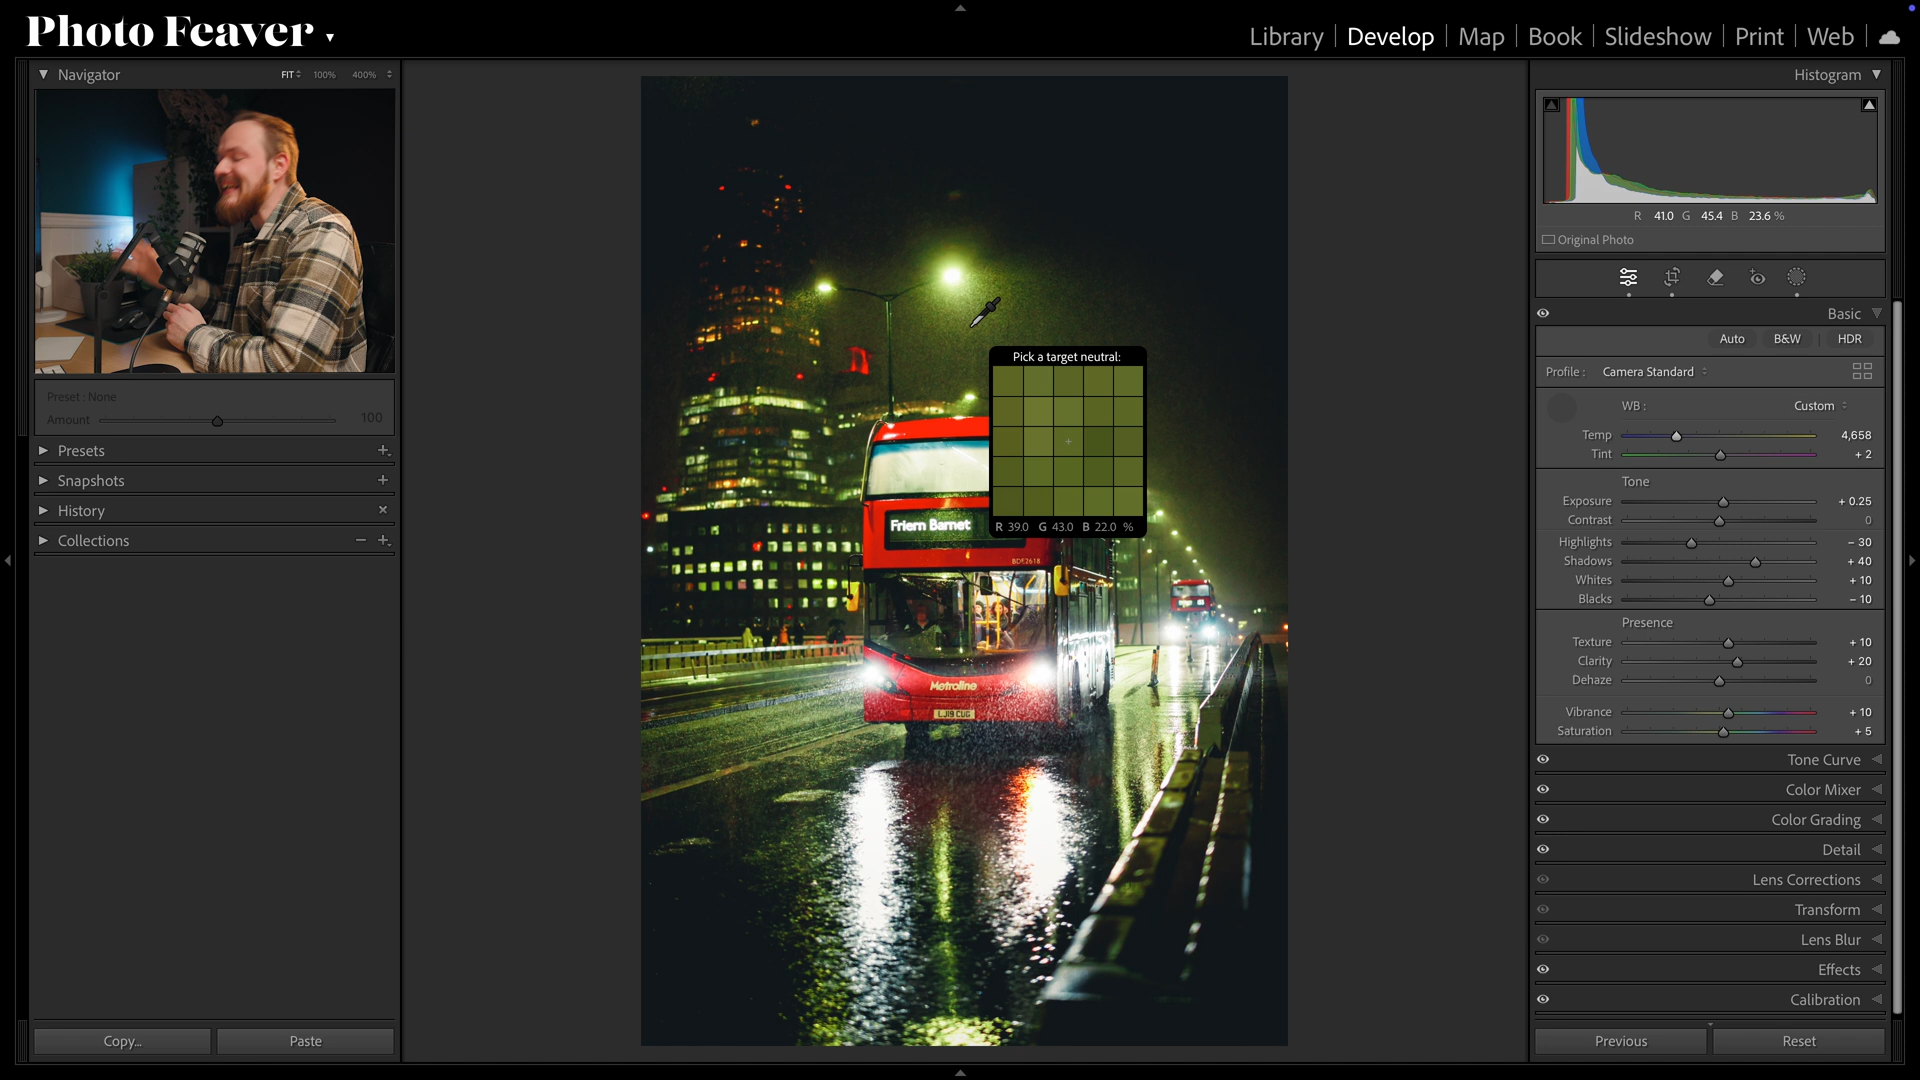 Photo Feaver
Library | Develop | Map | Book | Slideshow | Print | Web
Navigator FIT 100% 400%
Preset : None
Amount 100
Presets
Snapshots
History
Collections
Copy... Paste
Pick a target neutral:
R 39.0 G 43.0 B 22.0 %
Friern Barnet
BDE2618
Metroline
LJ19 CUG
Histogram
R 41.0 G 45.4 B 23.6 %
Original Photo
Basic
Auto B&W HDR
Profile : Camera Standard
WB : Custom
Temp 4,658
Tint + 2
Tone
Exposure + 0.25
Contrast 0
Highlights – 30
Shadows + 40
Whites + 10
Blacks – 10
Presence
Texture + 10
Clarity + 20
Dehaze 0
Vibrance + 10
Saturation + 5
Tone Curve
Color Mixer
Color Grading
Detail
Lens Corrections
Transform
Lens Blur
Effects
Calibration
Previous Reset